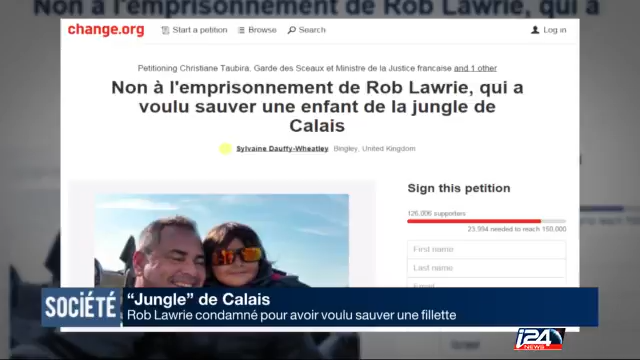 Non à l'emprisonnement de Rob Lawrie, qui a
change.org
Start a petition
Browse
Search
Log in
Petitioning Christiane Taubira, Garde des Sceaux et Ministre de la Justice francaise and 1 other
Non à l'emprisonnement de Rob Lawrie, qui a
voulu sauver une enfant de la jungle de
Calais
Sylvaine Dauffy-Wheatley Bingley, United Kingdom
Sign this petition
126,006 supporters
23,994 needed to reach 150,000
First name
Last name
Email
SOCIÉTÉ
“Jungle” de Calais
Rob Lawrie condamné pour avoir voulu sauver une fillette
i24
NEWS